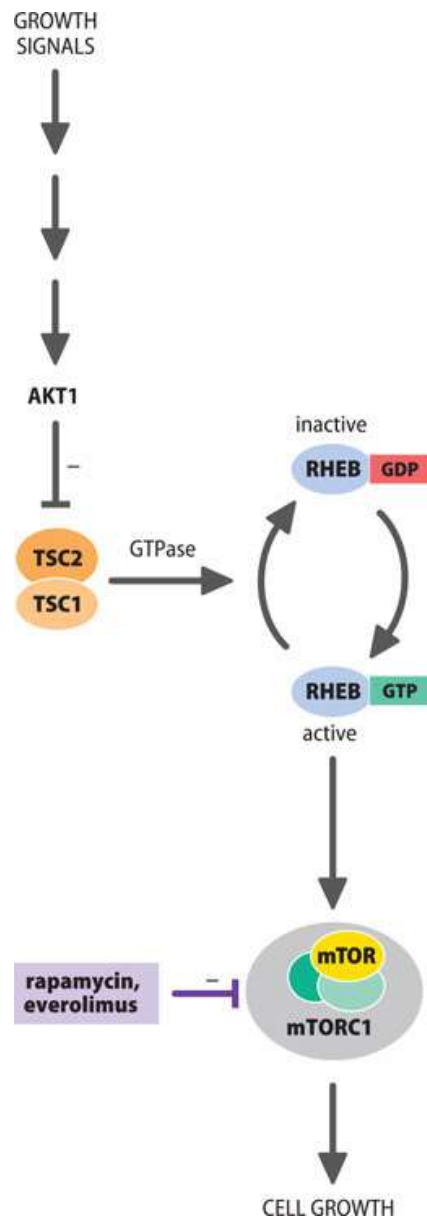 GROWTH
SIGNALS
AKT1
–
inactive
RHEB GDP
TSC2
TSC1
GTPase
RHEB GTP
active
mTOR
mTORC1
rapamycin,
everolimus
–
CELL GROWTH